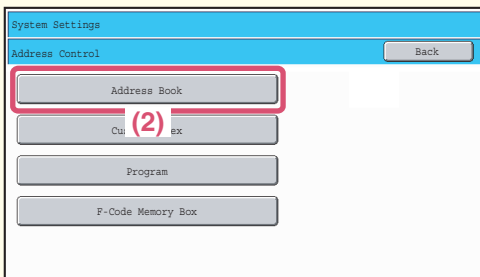 System Settings
Address Control
Back
Address Book
(2)
Program
F-Code Memory Box